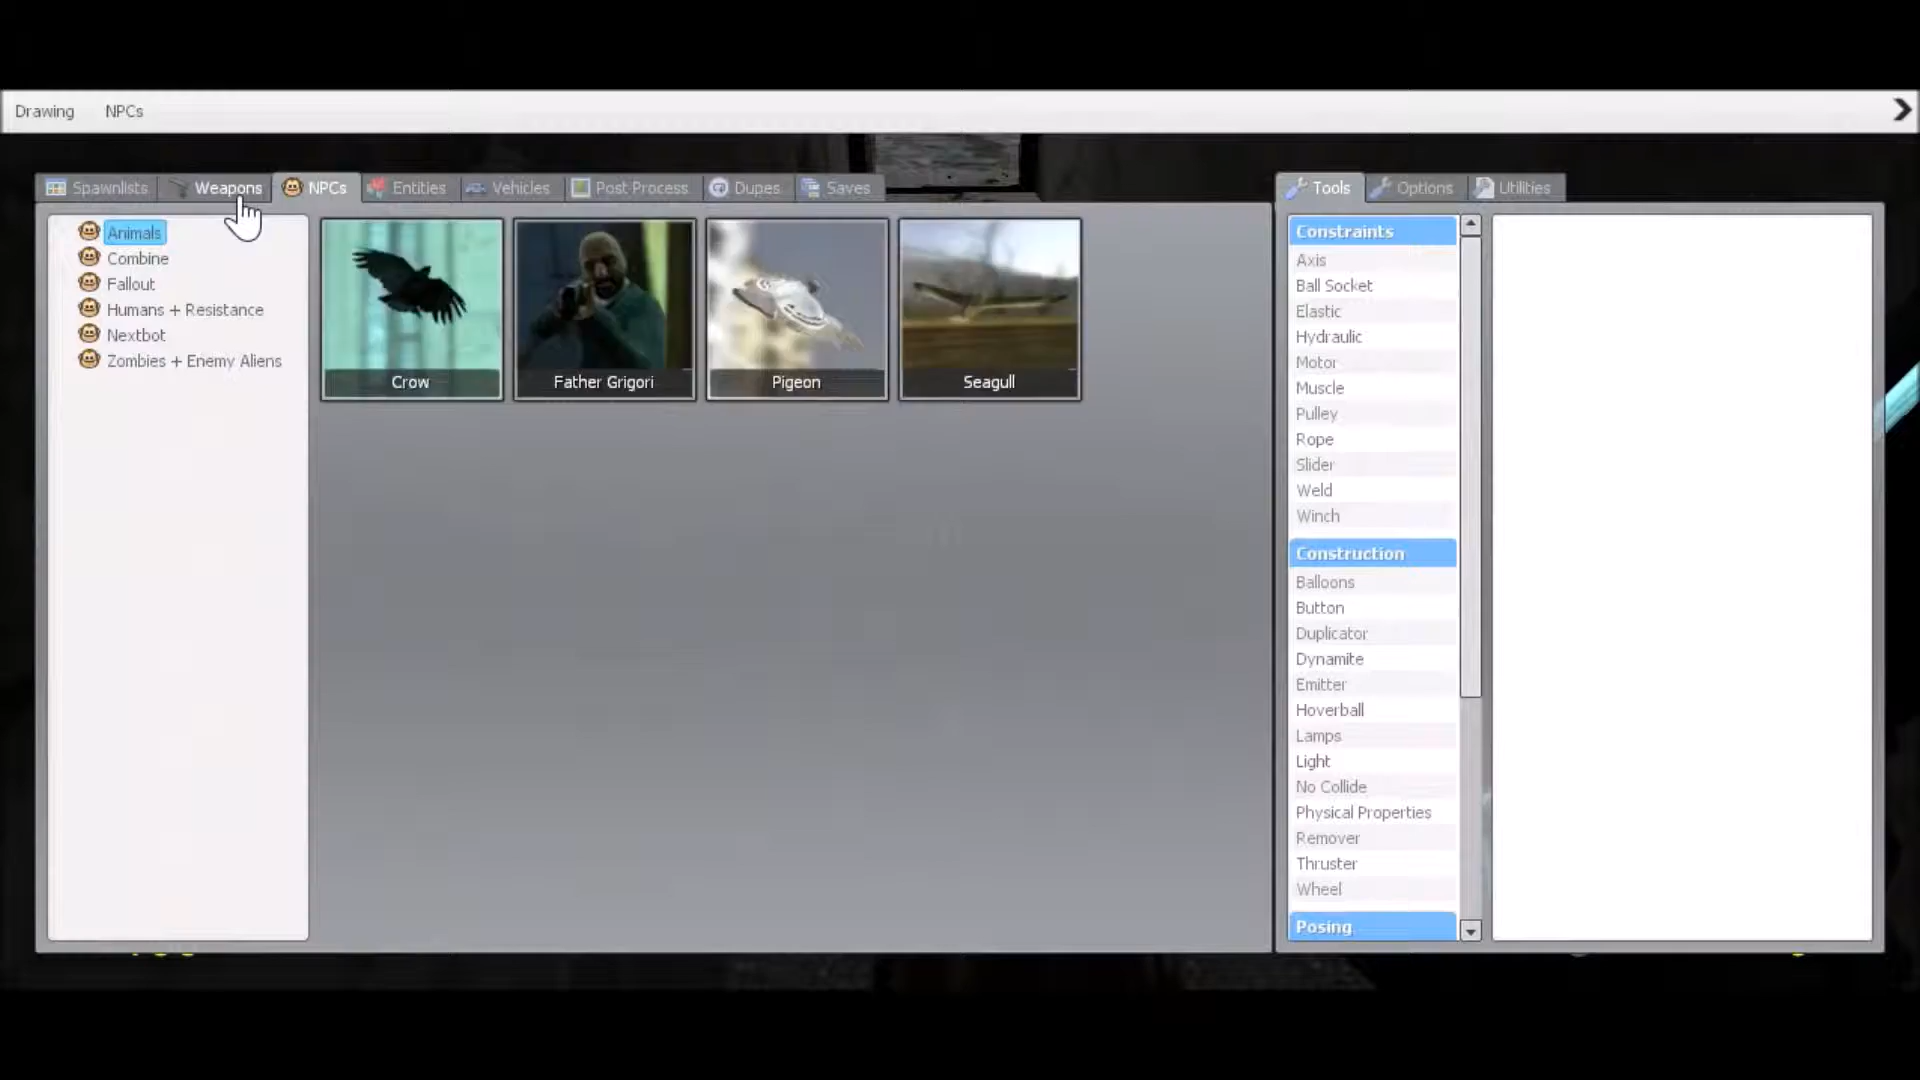 Drawing NPCs
Spawnlists Weapons NPCs Entities Vehicles Post Process Dupes Saves
Animals
Combine
Fallout
Humans + Resistance
Nextbot
Zombies + Enemy Aliens
Crow Father Grigori Pigeon Seagull
Tools Options Utilities
Constraints
Axis
Ball Socket
Elastic
Hydraulic
Motor
Muscle
Pulley
Rope
Slider
Weld
Winch
Construction
Balloons
Button
Duplicator
Dynamite
Emitter
Hoverball
Lamps
Light
No Collide
Physical Properties
Remover
Thruster
Wheel
Posing